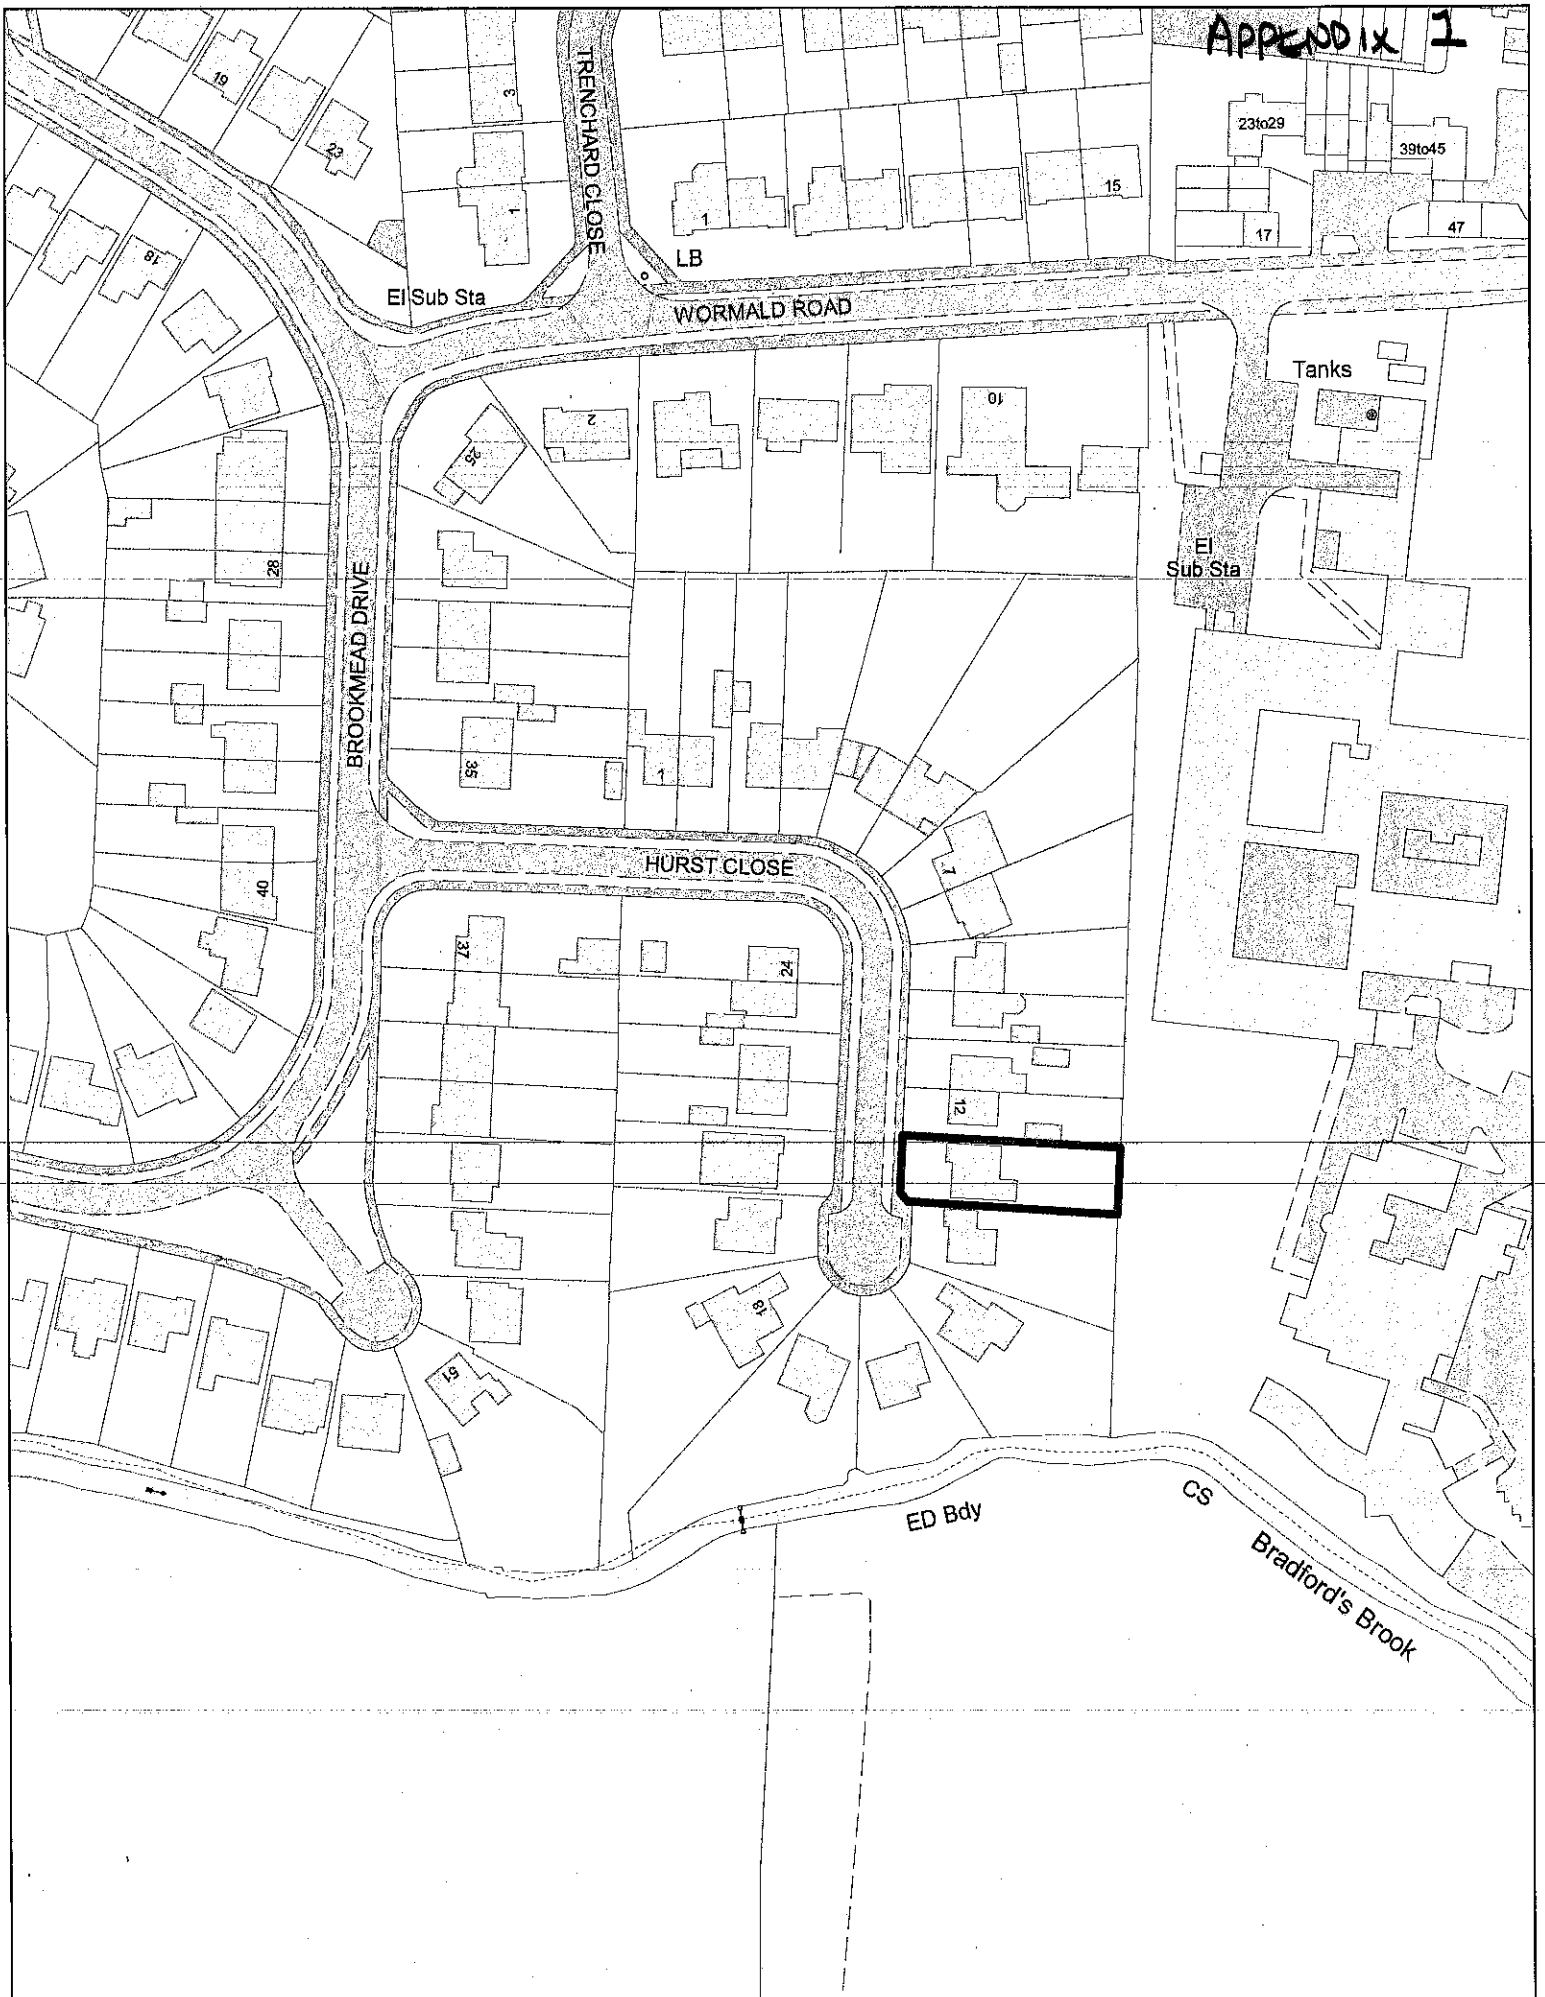 APPENDIX 1
19
23
3
1
TRENCHARD CLOSE
1
15
23to29
39to45
17
47
LB
18
El Sub Sta
WORMALD ROAD
Tanks
25
2
10
El
Sub Sta
28
BROOKMEAD DRIVE
35
1
HURST CLOSE
7
40
37
24
12
18
51
ED Bdy
CS
Bradford's Brook